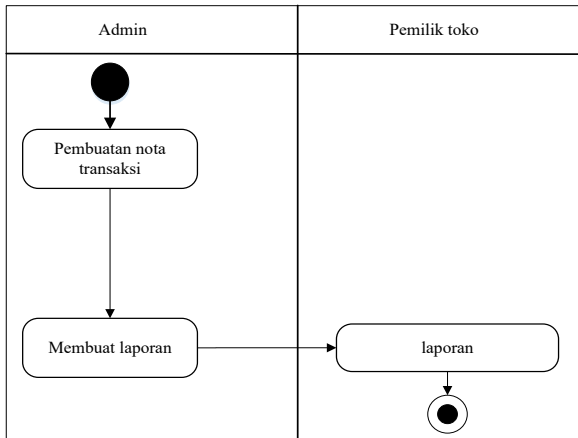 Admin
Pemilik toko
Pembuatan nota
transaksi
Membuat laporan
laporan